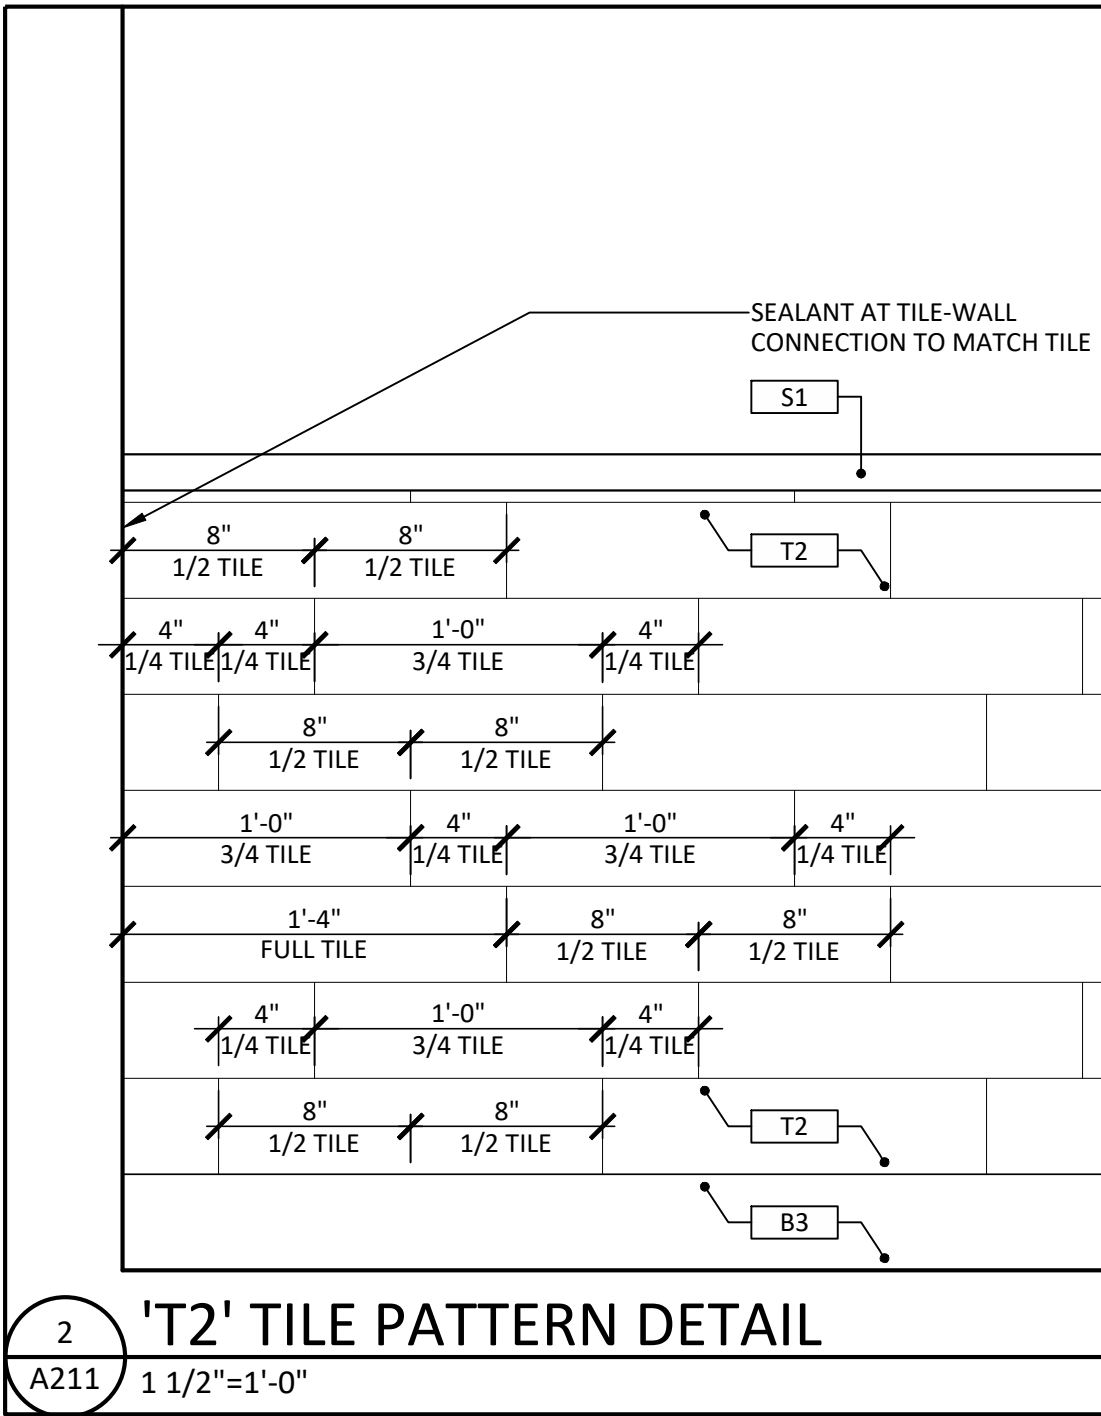 SEALANT AT TILE-WALL
CONNECTION TO MATCH TILE
S1
8" 8"
1/2 TILE 1/2 TILE
T2
4" 4" 1'-0" 4"
1/4 TILE 1/4 TILE 3/4 TILE 1/4 TILE
8" 8"
1/2 TILE 1/2 TILE
1'-0" 4" 1'-0" 4"
3/4 TILE 1/4 TILE 3/4 TILE 1/4 TILE
1'-4" 8" 8"
FULL TILE 1/2 TILE 1/2 TILE
4" 1'-0" 4"
1/4 TILE 3/4 TILE 1/4 TILE
8" 8"
1/2 TILE 1/2 TILE
T2
B3
2
'T2' TILE PATTERN DETAIL
A211
1 1/2"=1'-0"